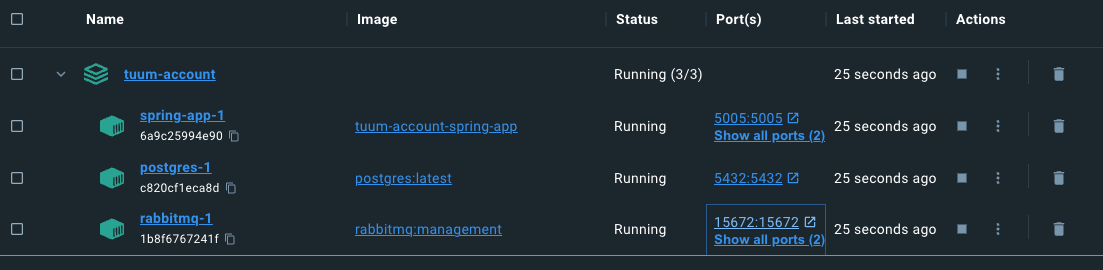 Name Image Status Port(s) Last started Actions
tuum-account Running (3/3) 25 seconds ago
spring-app-1
6a9c25994e90
tuum-account-spring-app Running
5005:5005
Show all ports (2)
25 seconds ago
postgres-1
c820cf1eca8d
postgres:latest Running 5432:5432 25 seconds ago
rabbitmq-1
1b8f6767241f
rabbitmq:management Running
15672:15672
Show all ports (2)
25 seconds ago